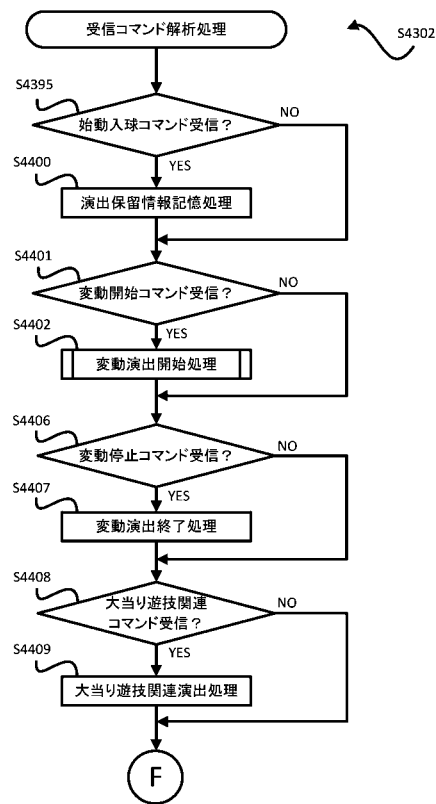 受信コマンド解析処理
S4302
S4395
始動入球コマンド受信？
NO
YES
S4400
演出保留情報記憶処理
S4401
変動開始コマンド受信？
NO
YES
S4402
変動演出開始処理
S4406
変動停止コマンド受信？
NO
YES
S4407
変動演出終了処理
S4408
大当り遊技関連
コマンド受信？
NO
YES
S4409
大当り遊技関連演出処理
F